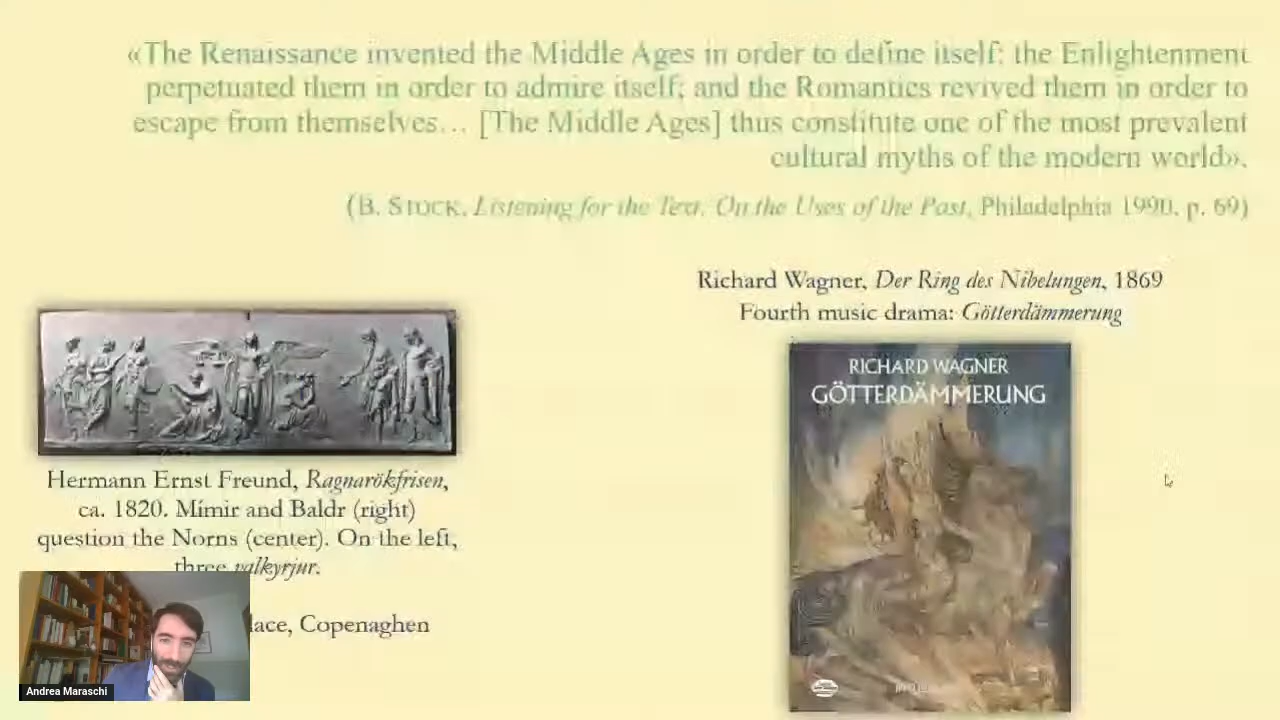 «The Renaissance invented the Middle Ages in order to define itself; the Enlightenment
perpetuated them in order to admire itself; and the Romantics revived them in order to
escape from themselves… [The Middle Ages] thus constitute one of the most prevalent
cultural myths of the modern world».
(B. STOCK, Listening for the Text. On the Uses of the Past, Philadelphia 1990, p. 69)
Richard Wagner, Der Ring des Nibelungen, 1869
Fourth music drama: Götterdämmerung
RICHARD WAGNER
GÖTTERDÄMMERUNG
Hermann Ernst Freund, Ragnarökfrisen,
ca. 1820. Mímir and Baldr (right)
question the Norns (center). On the left,
three valkyrjur.
lace, Copenaghen
Andrea Maraschi